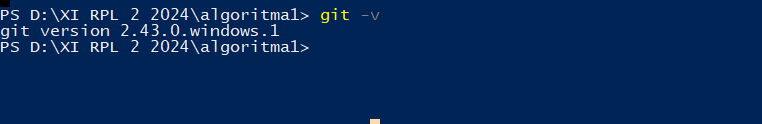 PS D:\XI RPL 2 2024\algoritma1> git -v
git version 2.43.0.windows.1
PS D:\XI RPL 2 2024\algoritma1>